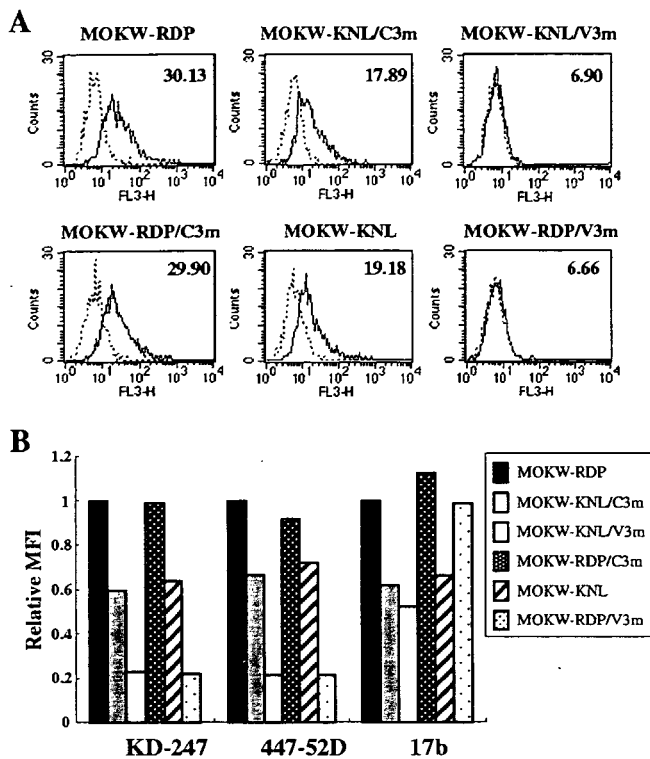 A
MOKW-RDP
MOKW-KNL/C3m
MOKW-KNL/V3m
30
Counts
0
30.13
10^0 10^1 10^2 10^3 10^4
FL3-H
30
Counts
0
17.89
10^0 10^1 10^2 10^3 10^4
FL3-H
30
Counts
0
6.90
10^0 10^1 10^2 10^3 10^4
FL3-H
MOKW-RDP/C3m
MOKW-KNL
MOKW-RDP/V3m
30
Counts
0
29.90
10^0 10^1 10^2 10^3 10^4
FL3-H
30
Counts
0
19.18
10^0 10^1 10^2 10^3 10^4
FL3-H
30
Counts
0
6.66
10^0 10^1 10^2 10^3 10^4
FL3-H
B
Relative MFI
1.2
1
0.8
0.6
0.4
0.2
0
KD-247
447-52D
17b
MOKW-RDP
MOKW-KNL/C3m
MOKW-KNL/V3m
MOKW-RDP/C3m
MOKW-KNL
MOKW-RDP/V3m